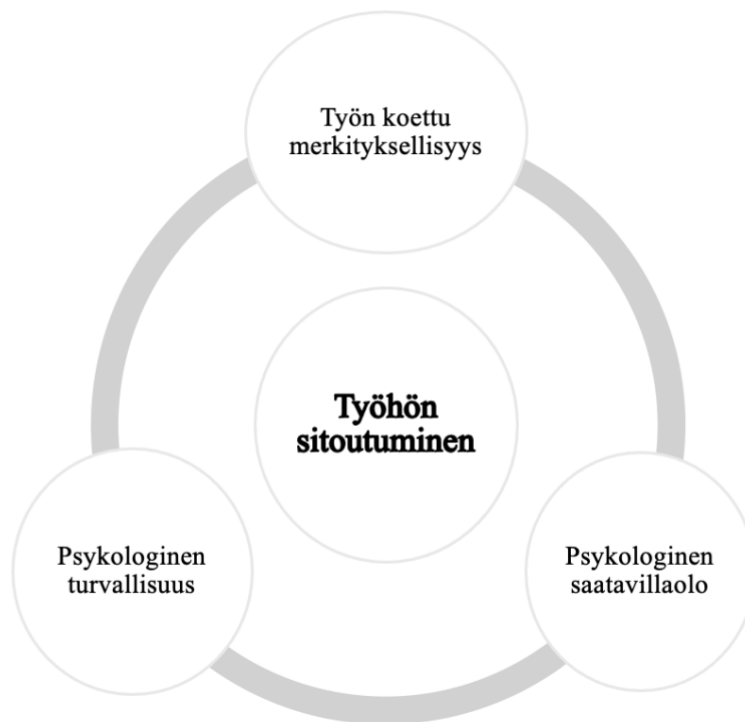 Työn koettu
merkityksellisyys
Työhön
sitoutuminen
Psykologinen
turvallisuus
Psykologinen
saatavillaolo